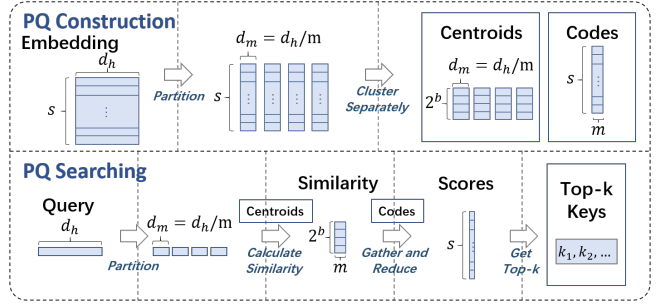 PQ Construction
Embedding
d_h
s
Partition
d_m = d_h/m
s
⋮
Cluster
Separately
Centroids
d_m = d_h/m
2^b
Codes
s
m
PQ Searching
Query
d_h
Partition
d_m = d_h/m
Centroids
Calculate
Similarity
Similarity
2^b
m
Codes
Gather and
Reduce
Scores
s
Get
Top-k
Top-k
Keys
k_1, k_2, ...